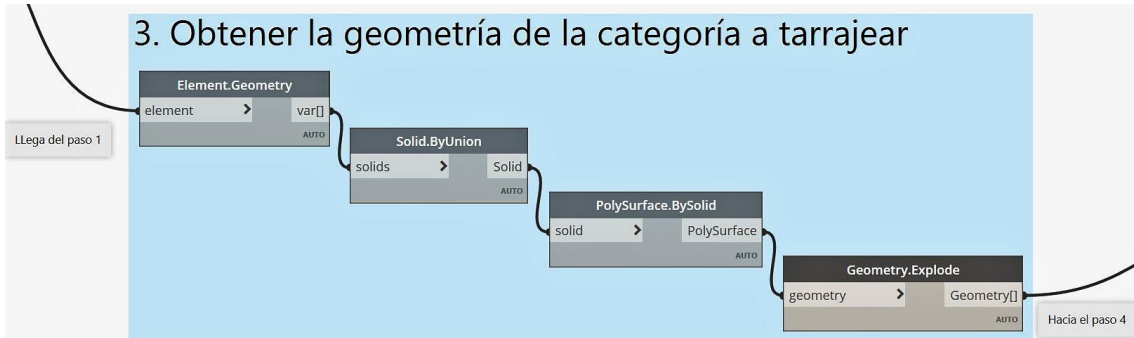 3. Obtener la geometría de la categoría a tarrajear
Element.Geometry
element > var[]
AUTO
LLega del paso 1
Solid.ByUnion
solids > Solid
AUTO
PolySurface.BySolid
solid > PolySurface
AUTO
Geometry.Explode
geometry > Geometry[]
AUTO
Hacia el paso 4